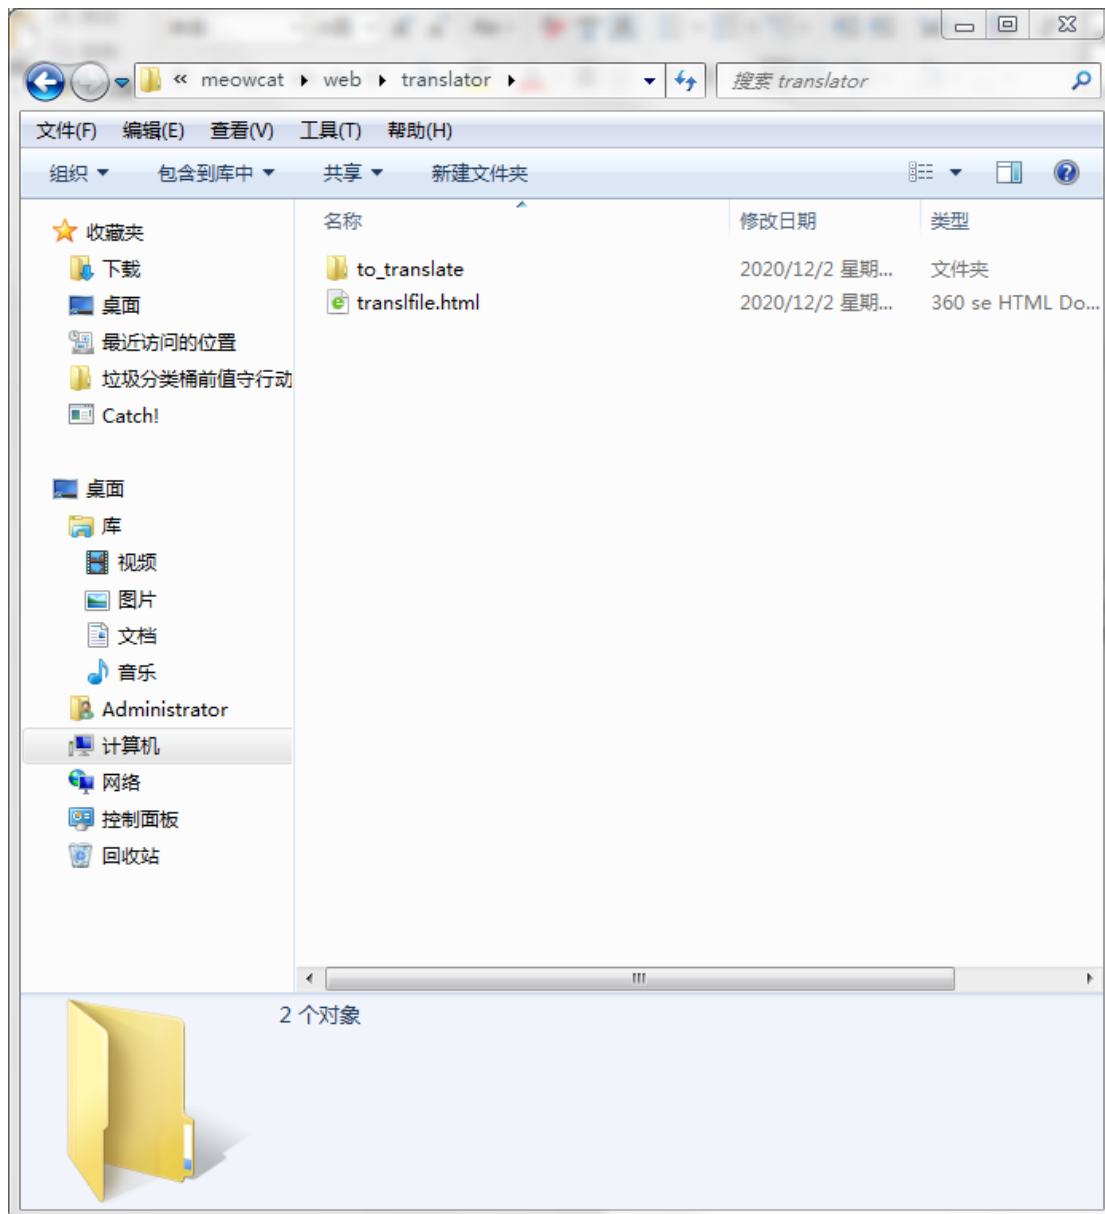 « meowcat ▸ web ▸ translator ▸
搜索 translator
文件(F) 编辑(E) 查看(V) 工具(T) 帮助(H)
组织 包含到库中 共享 新建文件夹
名称 修改日期 类型
to_translate 2020/12/2 星期... 文件夹
translfile.html 2020/12/2 星期... 360 se HTML Do...
收藏夹
下载
桌面
最近访问的位置
垃圾分类桶前值守行动
Catch!
桌面
库
视频
图片
文档
音乐
Administrator
计算机
网络
控制面板
回收站
2 个对象